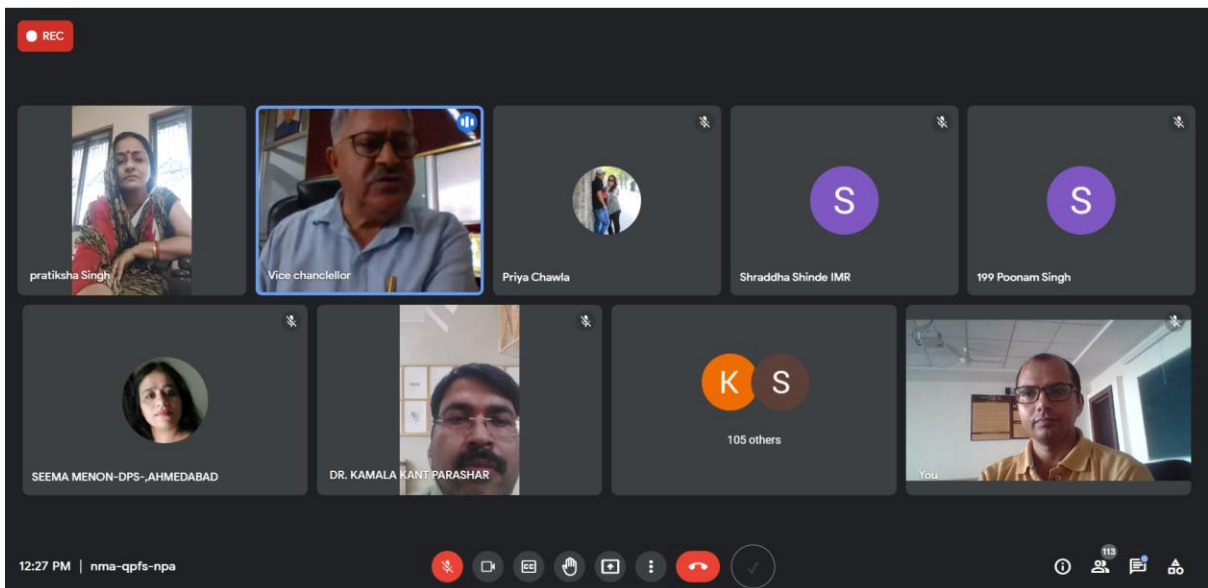 REC
pratiksha Singh
Vice chanclellor
Priya Chawla
S
Shraddha Shinde IMR
S
199 Poonam Singh
SEEMA MENON-DPS-,AHMEDABAD
DR. KAMALA KANT PARASHAR
K S
105 others
You
12:27 PM | nma-qpfs-npa
CC
113